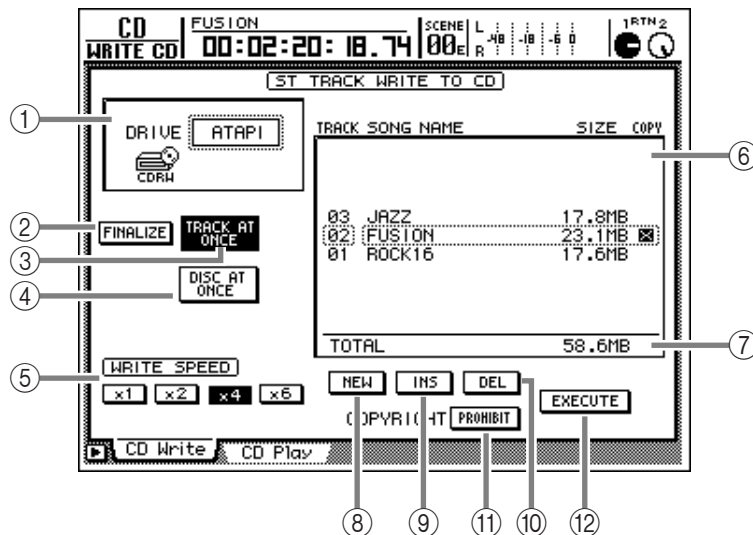 CD FUSION SCENE L 1 RTN 2
WRITE CD 00:02:20: 18.74 00E R -48 -18 -6 0
ST TRACK WRITE TO CD
① DRIVE ATAPI TRACK SONG NAME SIZE COPY
CDRW ⑥
② FINALIZE TRACK AT ONCE 03 JAZZ 17.8MB
③ 02 FUSION 23.1MB
④ DISC AT ONCE 01 ROCK16 17.6MB
TOTAL 58.6MB ⑦
⑤ WRITE SPEED
x1 x2 x4 x6 NEW INS DEL EXECUTE
COPYRIGHT PROHIBIT
CD Write CD Play
⑧ ⑨ ⑪ ⑩ ⑫